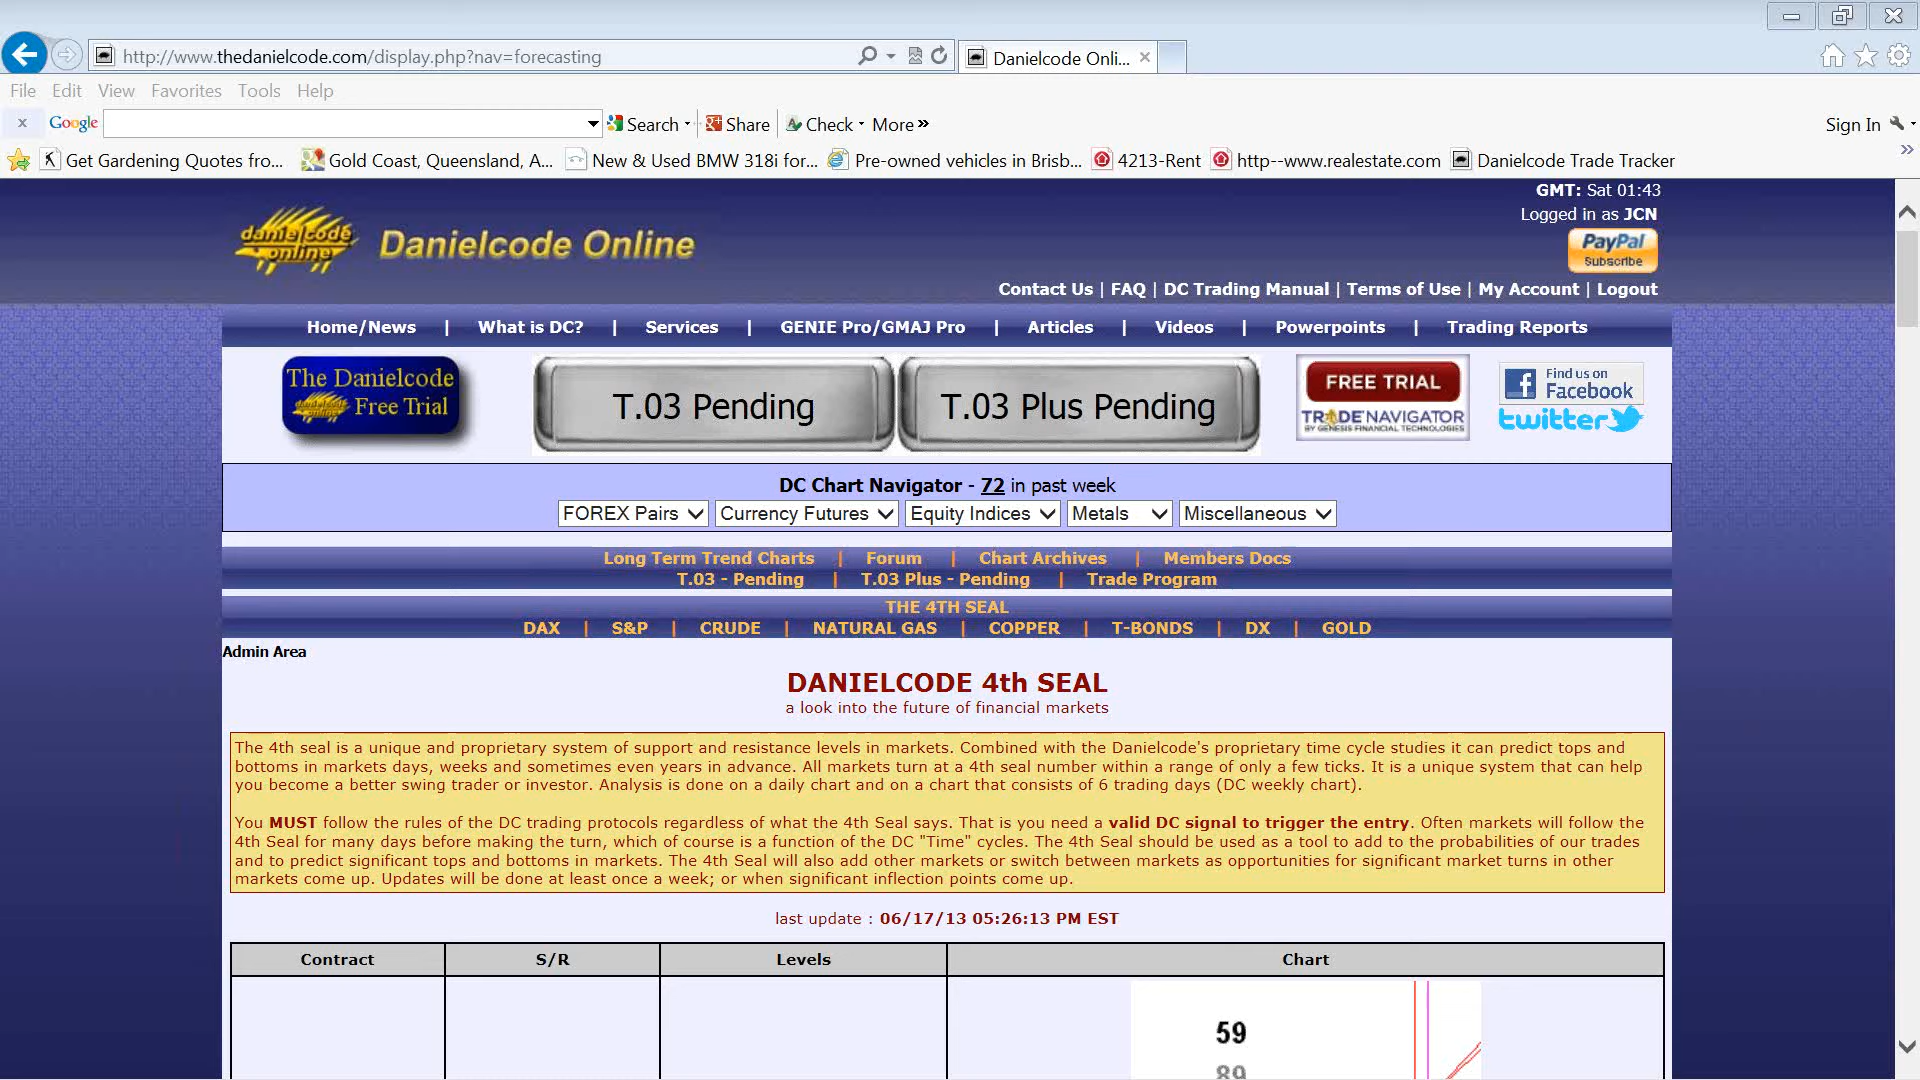 http://www.thedanielcode.com/display.php?nav=forecasting
Danielcode Onli...
File Edit View Favorites Tools Help
x Google Search Share Check More »
Sign In
Get Gardening Quotes fro... Gold Coast, Queensland, A... New & Used BMW 318i for... Pre-owned vehicles in Brisb... 4213-Rent http--www.realestate.com Danielcode Trade Tracker
GMT: Sat 01:43
Logged in as JCN
danielcode online
Danielcode Online
PayPal
Subscribe
Contact Us | FAQ | DC Trading Manual | Terms of Use | My Account | Logout
Home/News | What is DC? | Services | GENIE Pro/GMAJ Pro | Articles | Videos | Powerpoints | Trading Reports
The Danielcode
danielcode online Free Trial
T.03 Pending
T.03 Plus Pending
FREE TRIAL
TRADENAVIGATOR
BY GENESIS FINANCIAL TECHNOLOGIES
Find us on
Facebook
twitter
DC Chart Navigator - 72 in past week
FOREX Pairs Currency Futures Equity Indices Metals Miscellaneous
Long Term Trend Charts | Forum | Chart Archives | Members Docs
T.03 - Pending | T.03 Plus - Pending | Trade Program
THE 4TH SEAL
DAX | S&P | CRUDE | NATURAL GAS | COPPER | T-BONDS | DX | GOLD
Admin Area
DANIELCODE 4th SEAL
a look into the future of financial markets
The 4th seal is a unique and proprietary system of support and resistance levels in markets. Combined with the Danielcode's proprietary time cycle studies it can predict tops and
bottoms in markets days, weeks and sometimes even years in advance. All markets turn at a 4th seal number within a range of only a few ticks. It is a unique system that can help
you become a better swing trader or investor. Analysis is done on a daily chart and on a chart that consists of 6 trading days (DC weekly chart).
You MUST follow the rules of the DC trading protocols regardless of what the 4th Seal says. That is you need a valid DC signal to trigger the entry. Often markets will follow the
4th Seal for many days before making the turn, which of course is a function of the DC "Time" cycles. The 4th Seal should be used as a tool to add to the probabilities of our trades
and to predict significant tops and bottoms in markets. The 4th Seal will also add other markets or switch between markets as opportunities for significant market turns in other
markets come up. Updates will be done at least once a week; or when significant inflection points come up.
last update : 06/17/13 05:26:13 PM EST
Contract S/R Levels Chart
59
89